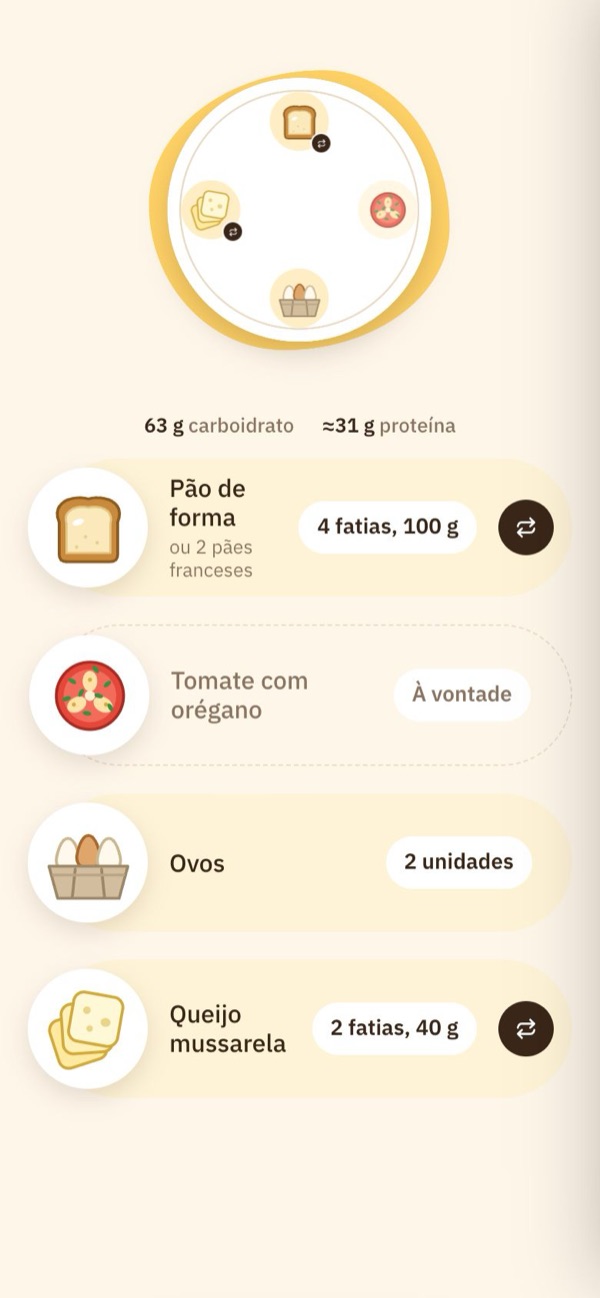 63 g carboidrato ≈31 g proteína
Pão de
forma
ou 2 pães
franceses
4 fatias, 100 g
Tomate com
orégano
À vontade
Ovos
2 unidades
Queijo
mussarela
2 fatias, 40 g